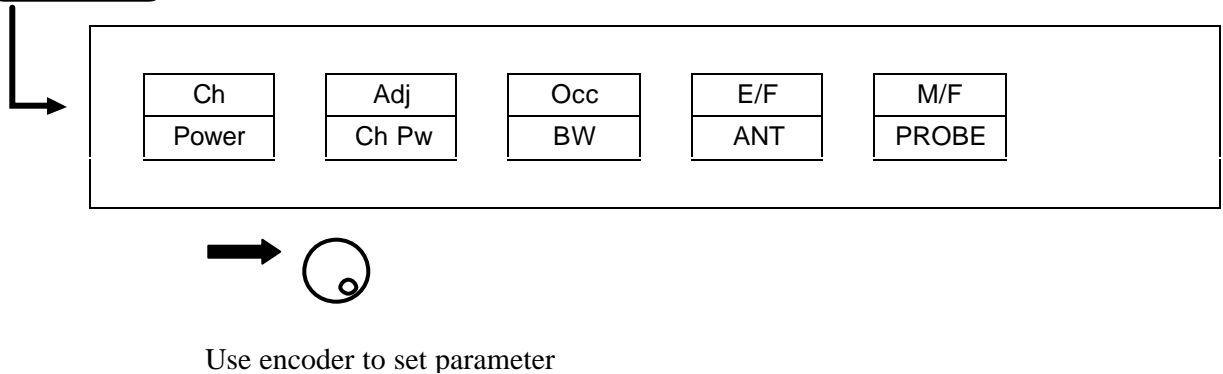 Ch Adj Occ E/F M/F
Power Ch Pw BW ANT PROBE
Use encoder to set parameter